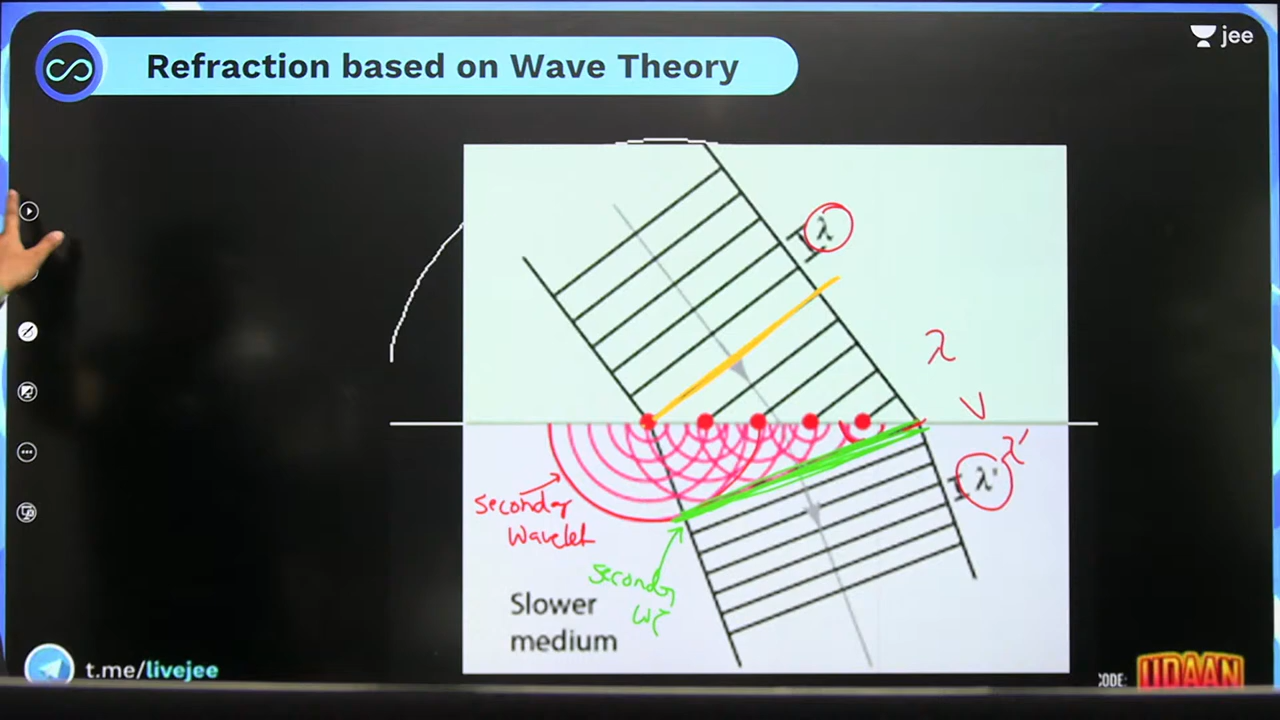 Refraction based on Wave Theory
jee
λ
λ
V
λ'
λ'
Secondary
Wavelet
Secondary
WF
Slower
medium
t.me/livejee
CODE:
UDAAN